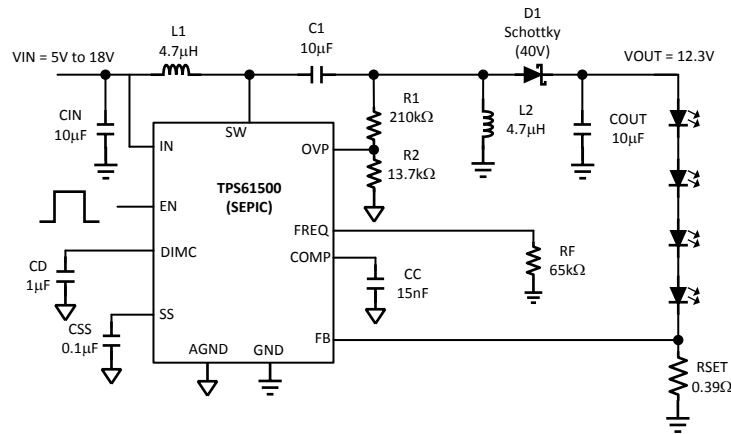 D1
Schottky
(40V)
L1
4.7µH
C1
10µF
VIN = 5V to 18V
VOUT = 12.3V
CIN
10µF
R1
210kΩ
L2
4.7µH
COUT
10µF
SW
IN
OVP
R2
13.7kΩ
TPS61500
(SEPIC)
EN
FREQ
DIMC
COMP
RF
65kΩ
CD
1µF
CC
15nF
SS
CSS
0.1µF
FB
AGND
GND
RSET
0.39Ω